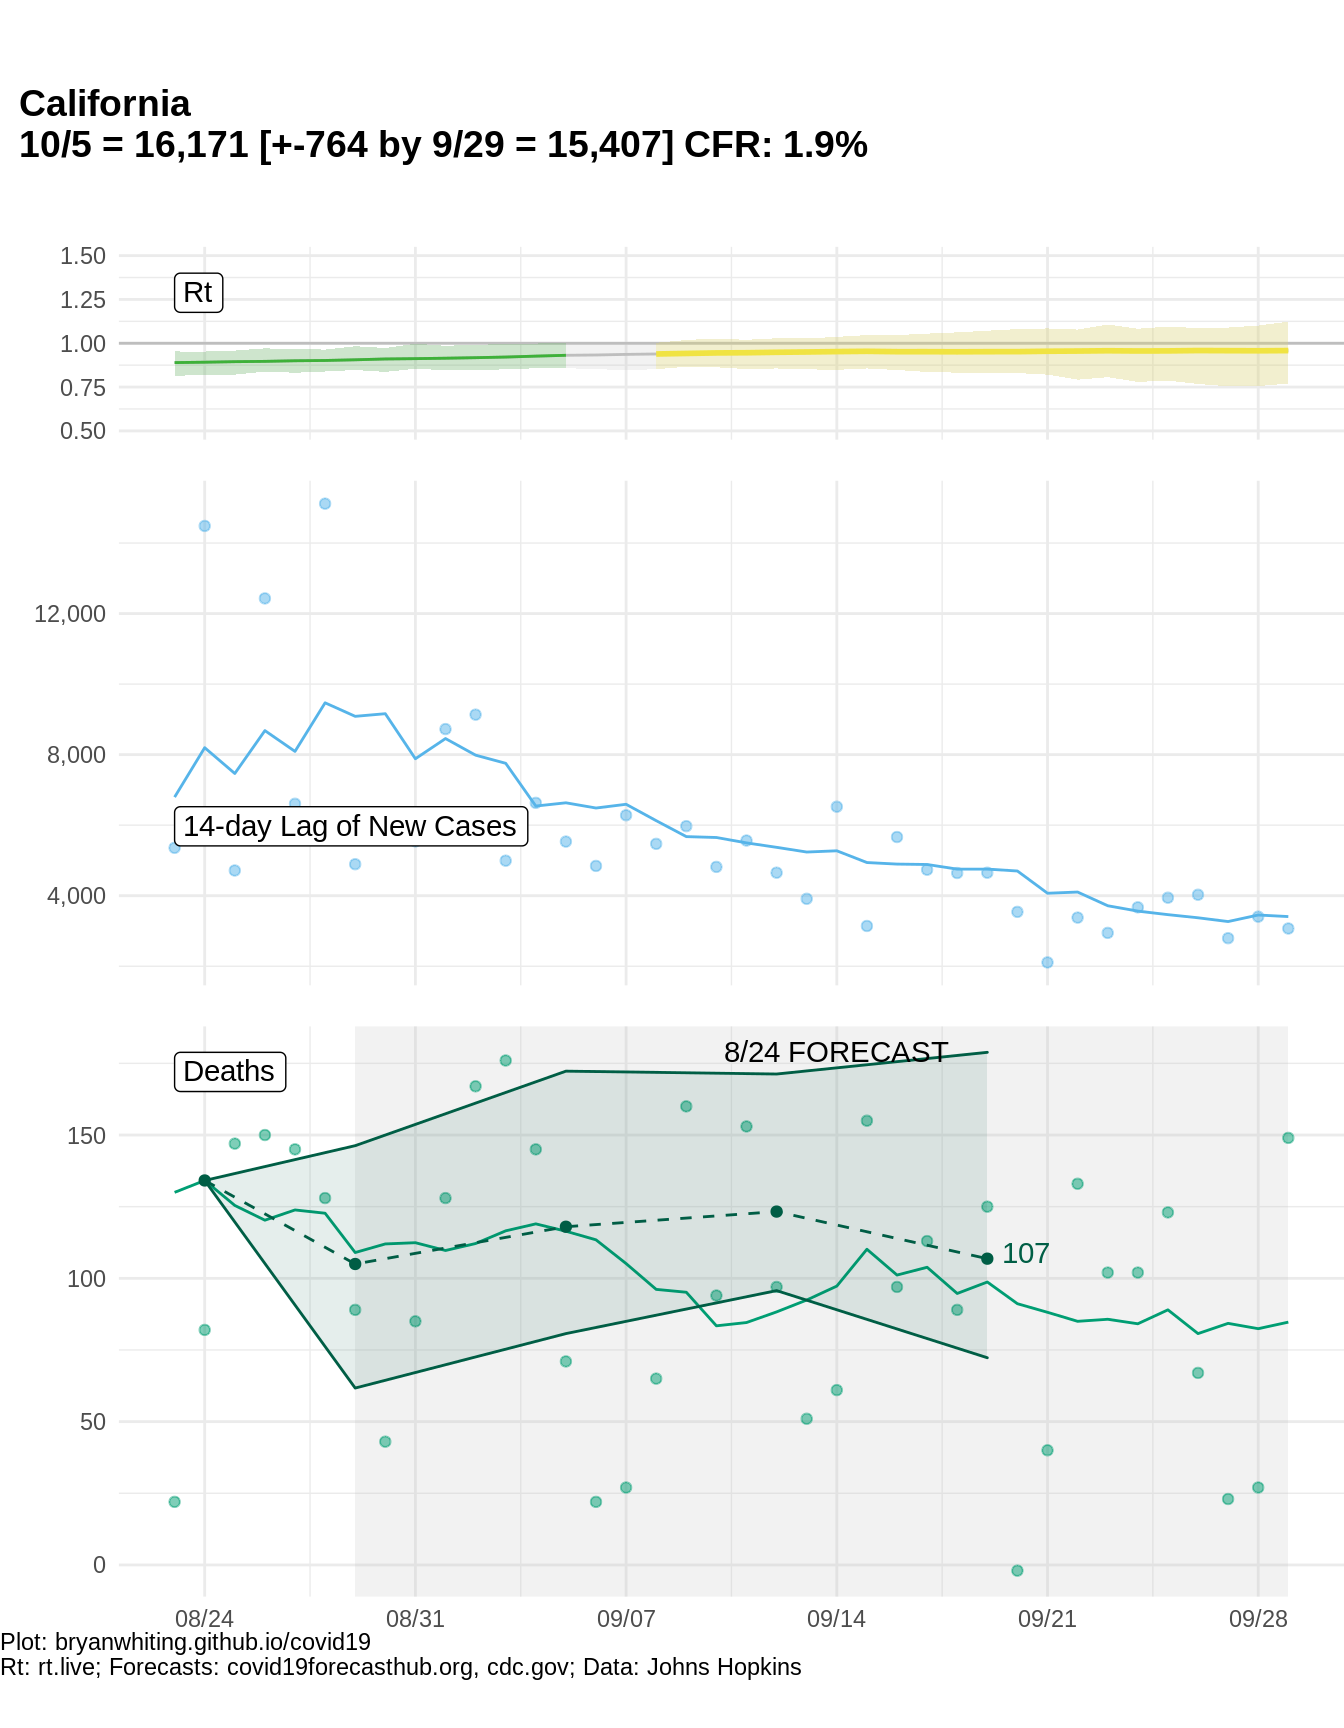 California
10/5 = 16,171 [+-764 by 9/29 = 15,407] CFR: 1.9%
1.50
Rt
1.25
1.00
0.75
0.50
12,000
8,000
14-day Lag of New Cases
4,000
8/24 FORECAST
Deaths
150
107
100
50
0
08/24 08/31 09/07 09/14 09/21 09/28
Plot: bryanwhiting.github.io/covid19
Rt: rt.live; Forecasts: covid19forecasthub.org, cdc.gov; Data: Johns Hopkins